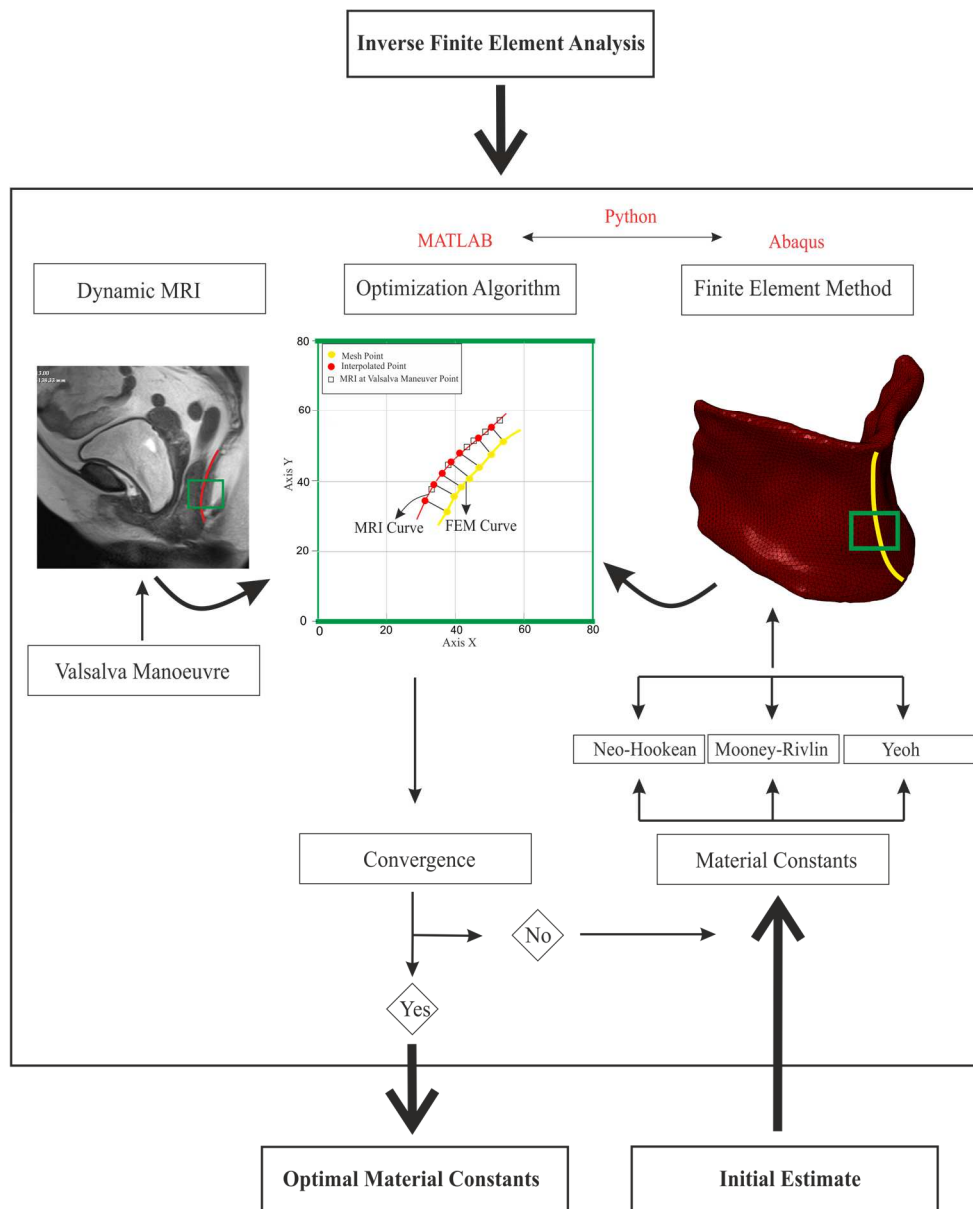 Inverse Finite Element Analysis
Python
MATLAB
Abaqus
Dynamic MRI
Optimization Algorithm
Finite Element Method
80
Mesh Point
Interpolated Point
MRI at Valsalva Maneuver Point
60
Axis Y
40
MRI Curve
FEM Curve
20
0
0
20
40
60
80
Axis X
Valsalva Manoeuvre
Neo-Hookean
Mooney-Rivlin
Yeoh
Convergence
Material Constants
No
Yes
Optimal Material Constants
Initial Estimate